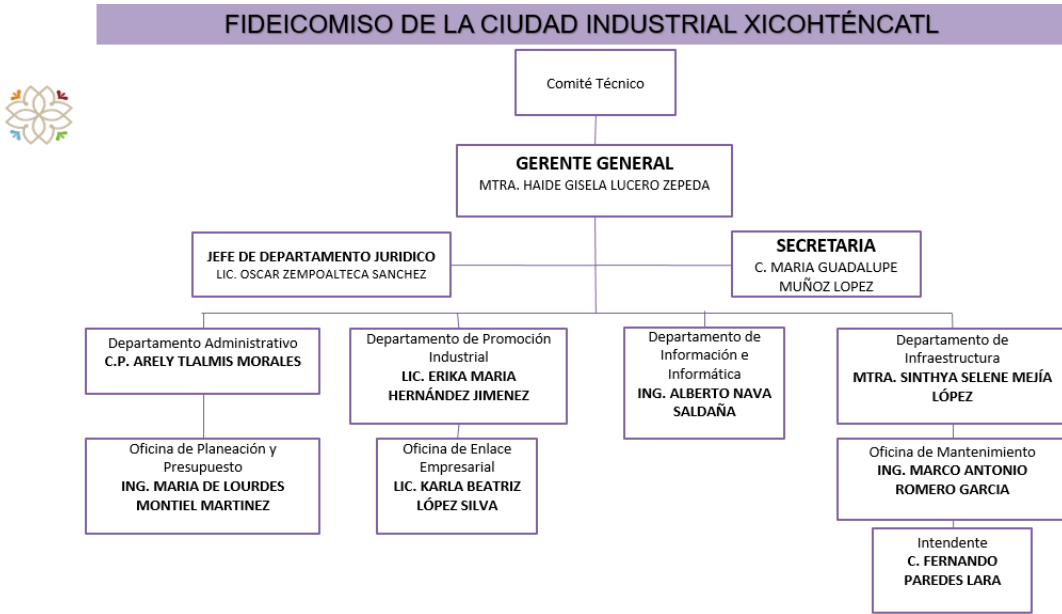 FIDEICOMISO DE LA CIUDAD INDUSTRIAL XICOHTÉNCATL
Comité Técnico
GERENTE GENERAL
MTRA. HAIDE GISELA LUCERO ZEPEDA
JEFE DE DEPARTAMENTO JURIDICO
LIC. OSCAR ZEMPOALTECA SANCHEZ
SECRETARIA
C. MARIA GUADALUPE
MUÑOZ LOPEZ
Departamento Administrativo
C.P. ARELY TLALMIS MORALES
Departamento de Promoción
Industrial
LIC. ERIKA MARIA
HERNÁNDEZ JIMENEZ
Departamento de
Información e
Informática
ING. ALBERTO NAVA
SALDAÑA
Departamento de
Infraestructura
MTRA. SINTHYA SELENE MEJÍA
LÓPEZ
Oficina de Planeación y
Presupuesto
ING. MARIA DE LOURDES
MONTIEL MARTINEZ
Oficina de Enlace
Empresarial
LIC. KARLA BEATRIZ
LÓPEZ SILVA
Oficina de Mantenimiento
ING. MARCO ANTONIO
ROMERO GARCIA
Intendente
C. FERNANDO
PAREDES LARA